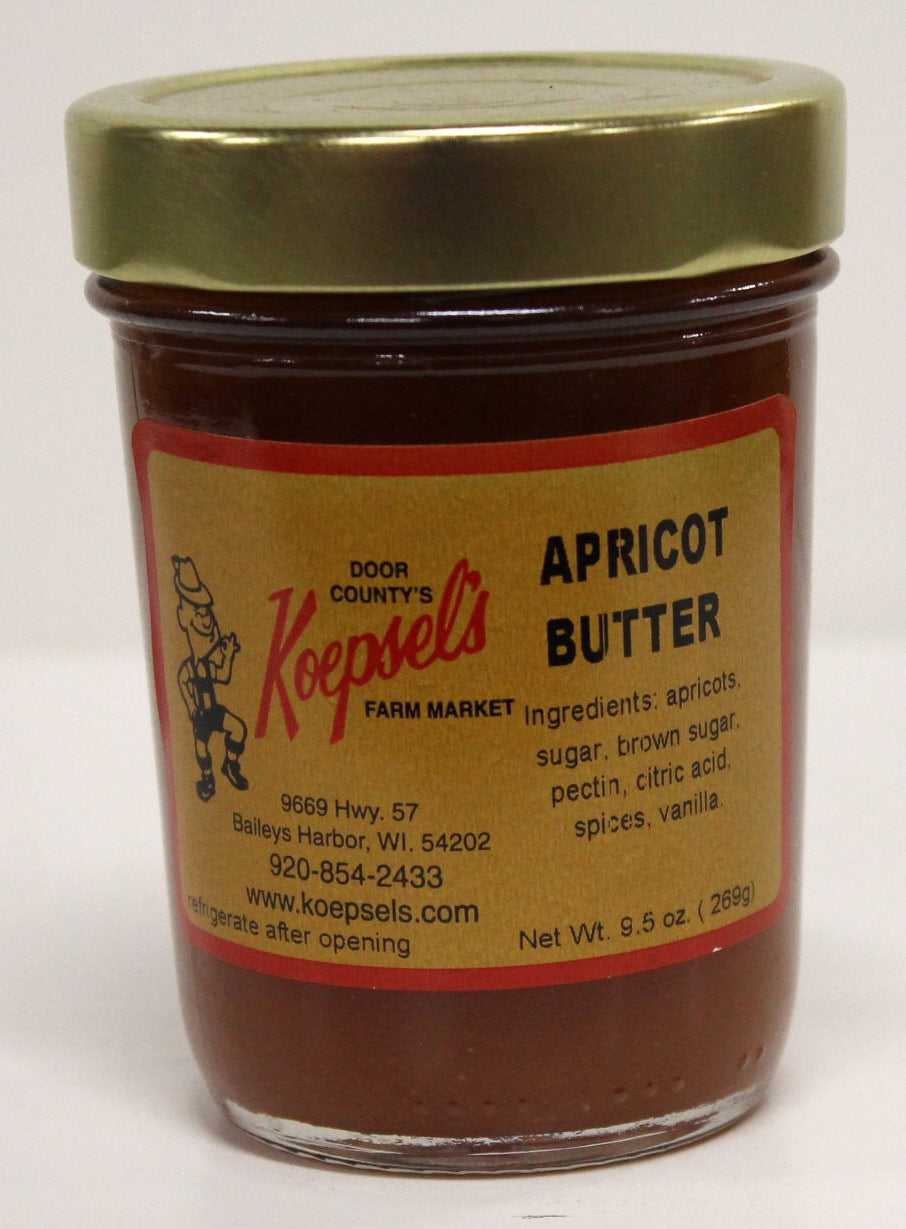 DOOR
COUNTY'S
Koepsel's
FARM MARKET
9669 Hwy. 57
Baileys Harbor, WI. 54202
920-854-2433
www.koepsels.com
refrigerate after opening
APRICOT
BUTTER
Ingredients: apricots,
sugar, brown sugar,
pectin, citric acid,
spices, vanilla.
Net Wt. 9.5 oz. ( 269g)